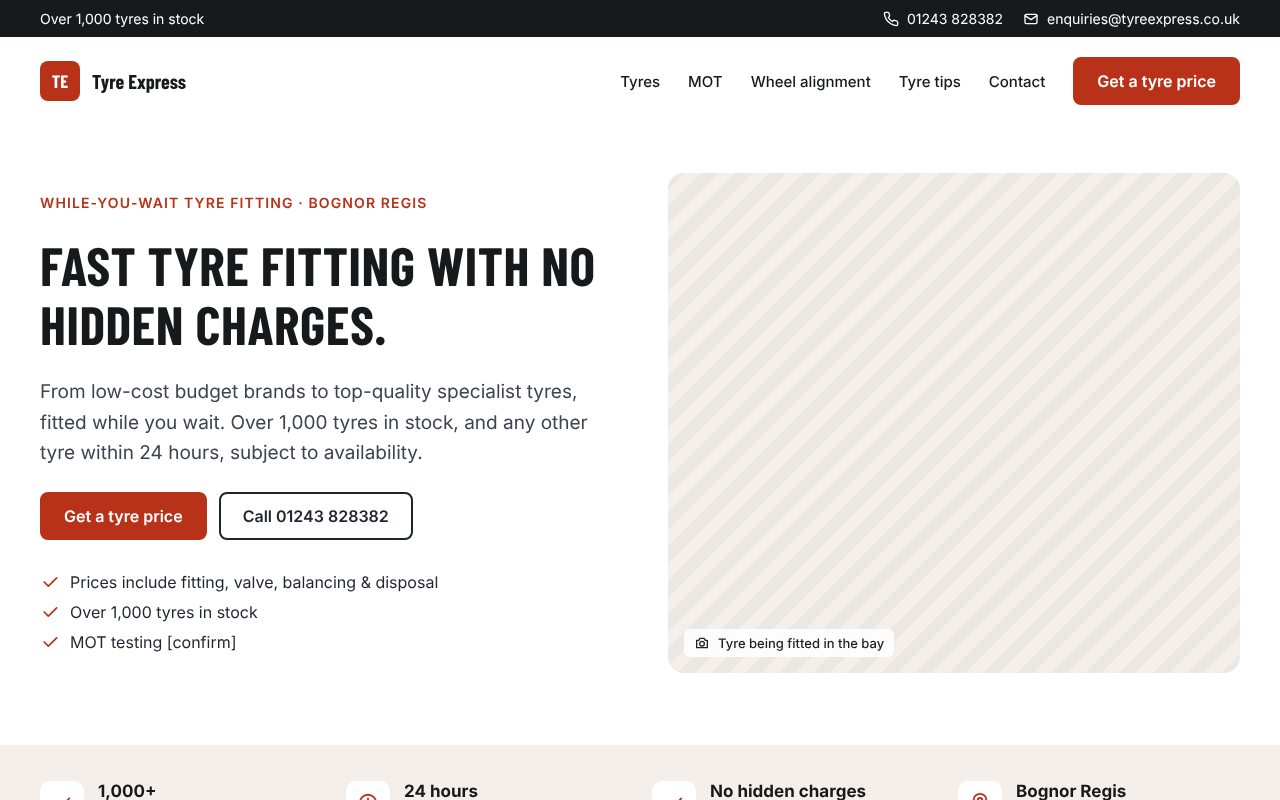 Over 1,000 tyres in stock
01243 828382
enquiries@tyreexpress.co.uk
TE
Tyre Express
Tyres
MOT
Wheel alignment
Tyre tips
Contact
Get a tyre price
WHILE-YOU-WAIT TYRE FITTING · BOGNOR REGIS
FAST TYRE FITTING WITH NO
HIDDEN CHARGES.
From low-cost budget brands to top-quality specialist tyres,
fitted while you wait. Over 1,000 tyres in stock, and any other
tyre within 24 hours, subject to availability.
Get a tyre price
Call 01243 828382
Prices include fitting, valve, balancing & disposal
Over 1,000 tyres in stock
MOT testing [confirm]
Tyre being fitted in the bay
1,000+
24 hours
No hidden charges
Bognor Regis